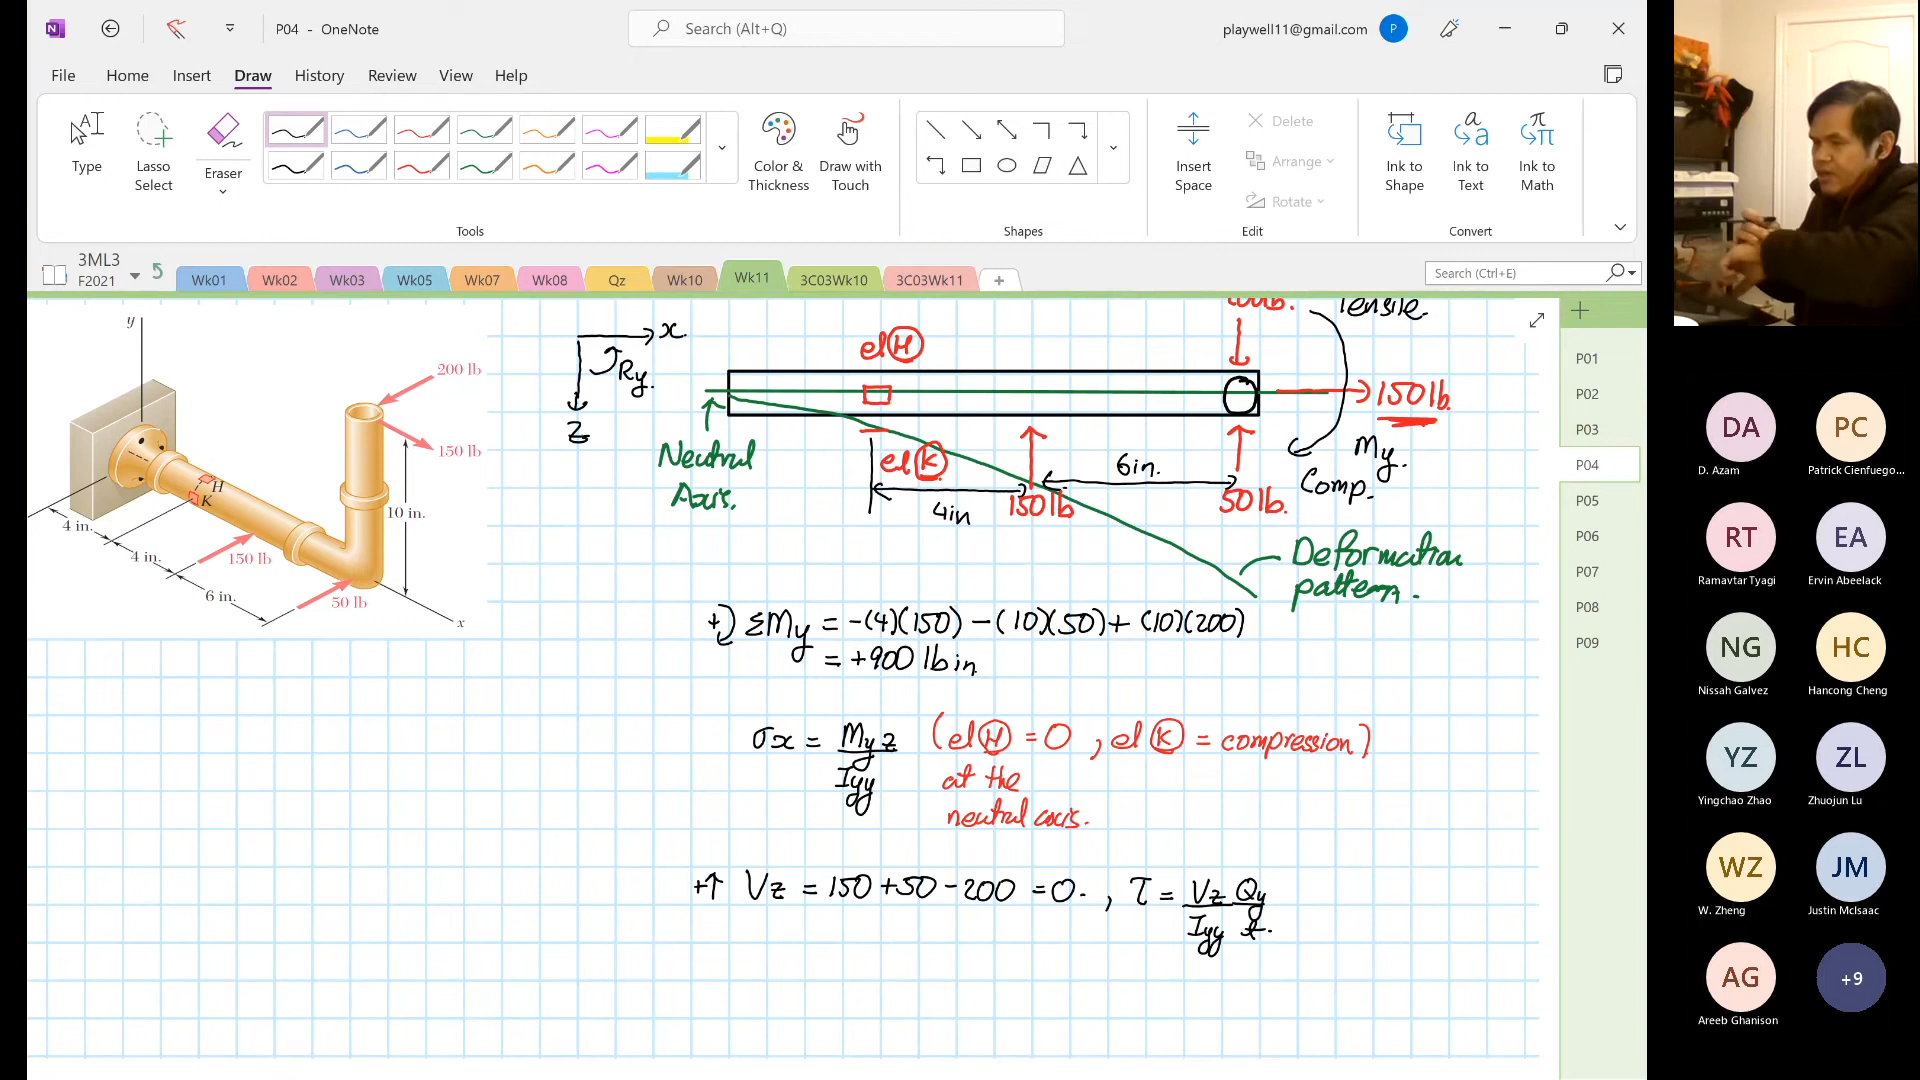 P04 - OneNote
Search (Alt+Q)
playwell11@gmail.com
P
File Home Insert Draw History Review View Help
Type
Lasso Select
Eraser
Color & Thickness
Draw with Touch
Insert Space
Delete
Arrange
Rotate
Ink to Shape
Ink to Text
Ink to Math
Tools Shapes Edit Convert
3ML3
F2021
Wk01 Wk02 Wk03 Wk05 Wk07 Wk08 Qz Wk10 Wk11 3C03Wk10 3C03Wk11 +
Search (Ctrl+E)
P01
P02
P03
P04
P05
P06
P07
P08
P09
y
200 lb
150 lb
H
K
10 in.
4 in.
4 in.
150 lb
6 in.
50 lb
x
x
Ry.
Z
el H
Tensile.
150 lb.
Neutral
Axis.
el K
4in
150 lb
6in.
50 lb.
My.
Comp.
Deformation
pattern.
+) ΣMy = -(4)(150) - (10)(50) + (10)(200)
= +900 lb in.
σx = My z / Iyy (el H = 0, el K = compression)
at the
neutral axis.
+↑ Vz = 150 + 50 - 200 = 0. , τ = Vz Qy / Iyy t.
DA
D. Azam
PC
Patrick Cienfuego...
RT
Ramavtar Tyagi
EA
Ervin Abeelack
NG
Nissah Galvez
HC
Hancong Cheng
YZ
Yingchao Zhao
ZL
Zhuojun Lu
WZ
W. Zheng
JM
Justin McIsaac
AG
Areeb Ghanison
+9